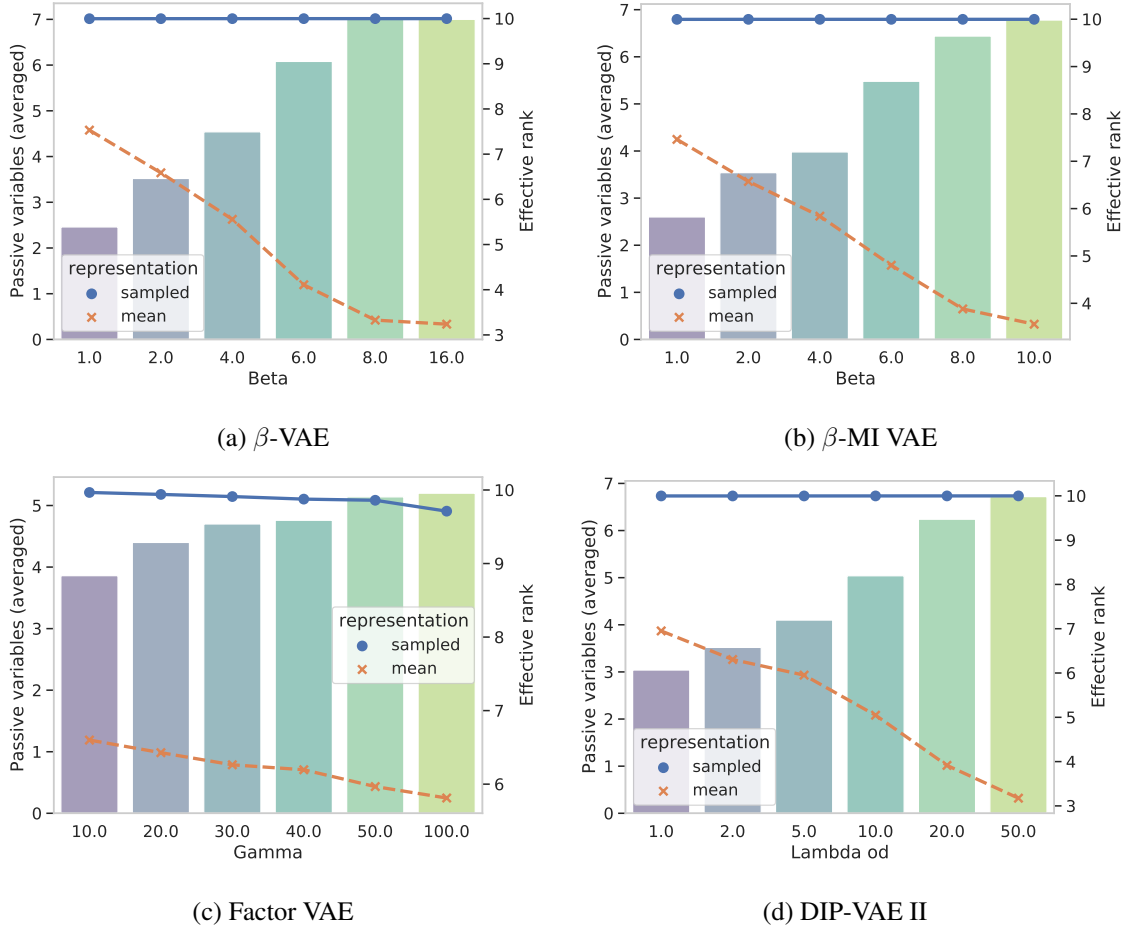 7
6
5
4
3
2
1
0
Passive variables (averaged)
10
9
8
7
6
5
4
3
Effective rank
representation
sampled
mean
1.0 2.0 4.0 6.0 8.0 16.0
Beta
(a) β-VAE
7
6
5
4
3
2
1
0
Passive variables (averaged)
10
9
8
7
6
5
4
Effective rank
representation
sampled
mean
1.0 2.0 4.0 6.0 8.0 10.0
Beta
(b) β-MI VAE
5
4
3
2
1
0
Passive variables (averaged)
10
9
8
7
6
Effective rank
representation
sampled
mean
10.0 20.0 30.0 40.0 50.0 100.0
Gamma
(c) Factor VAE
7
6
5
4
3
2
1
0
Passive variables (averaged)
10
9
8
7
6
5
4
3
Effective rank
representation
sampled
mean
1.0 2.0 5.0 10.0 20.0 50.0
Lambda od
(d) DIP-VAE II